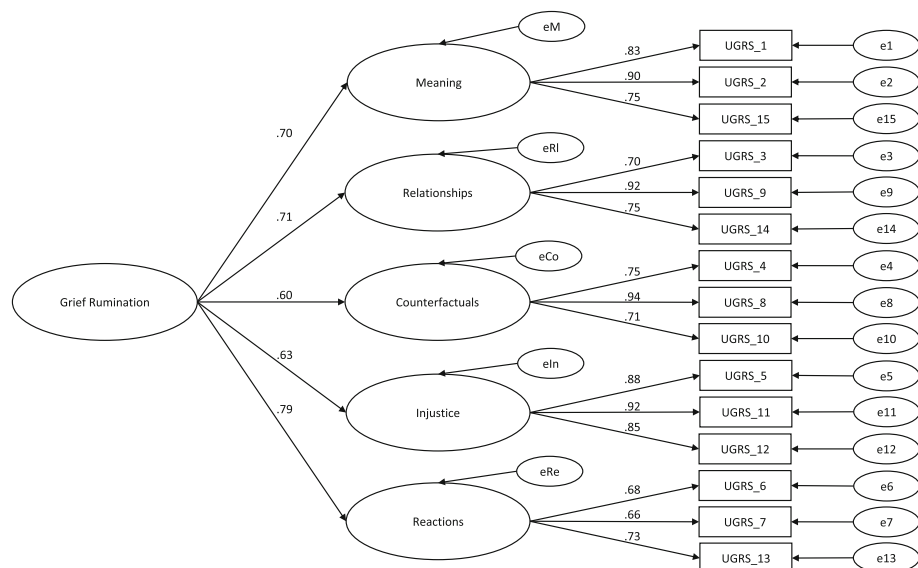 eM
.83
UGRS_1
e1
Meaning
.90
UGRS_2
e2
.75
UGRS_15
e15
.70
eRl
.70
UGRS_3
e3
Relationships
.92
UGRS_9
e9
.75
UGRS_14
e14
.71
eCo
.75
UGRS_4
e4
Grief Rumination
.60
Counterfactuals
.94
UGRS_8
e8
.71
UGRS_10
e10
.63
eIn
.88
UGRS_5
e5
.79
Injustice
.92
UGRS_11
e11
.85
UGRS_12
e12
eRe
.68
UGRS_6
e6
Reactions
.66
UGRS_7
e7
.73
UGRS_13
e13